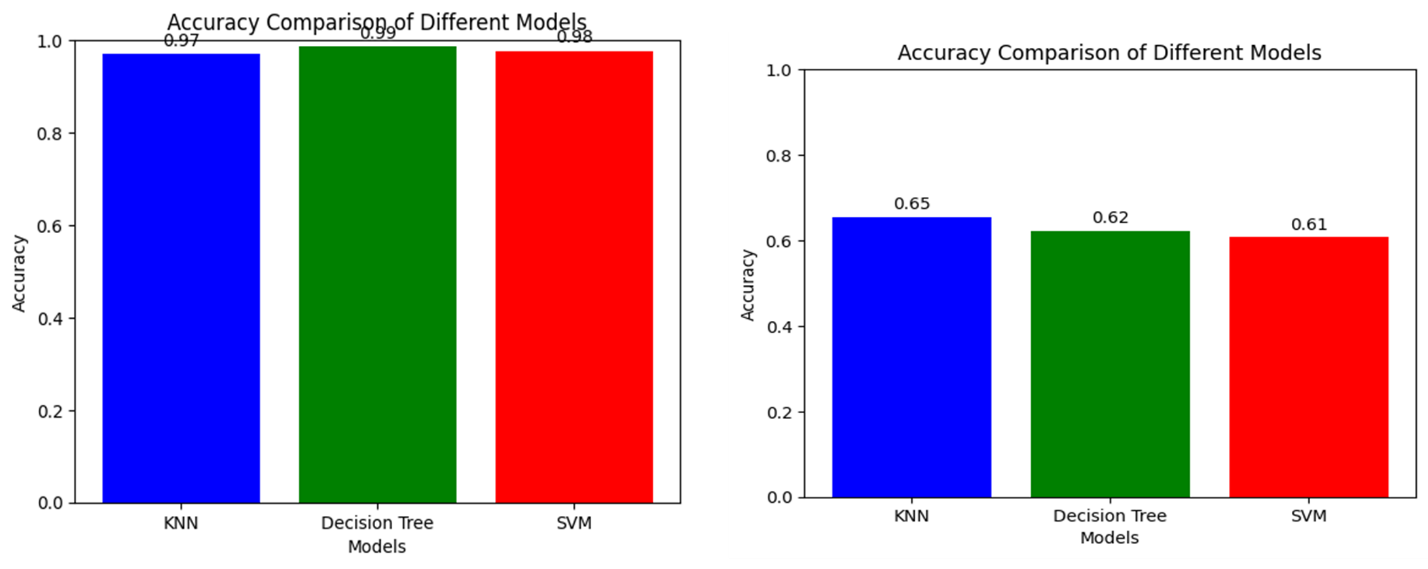 Accuracy Comparison of Different Models
0.97
0.99
0.98
1.0
0.8
0.6
0.4
0.2
0.0
Accuracy
KNN
Decision Tree
SVM
Models
Accuracy Comparison of Different Models
1.0
0.8
0.6
0.4
0.2
0.0
Accuracy
0.65
0.62
0.61
KNN
Decision Tree
SVM
Models